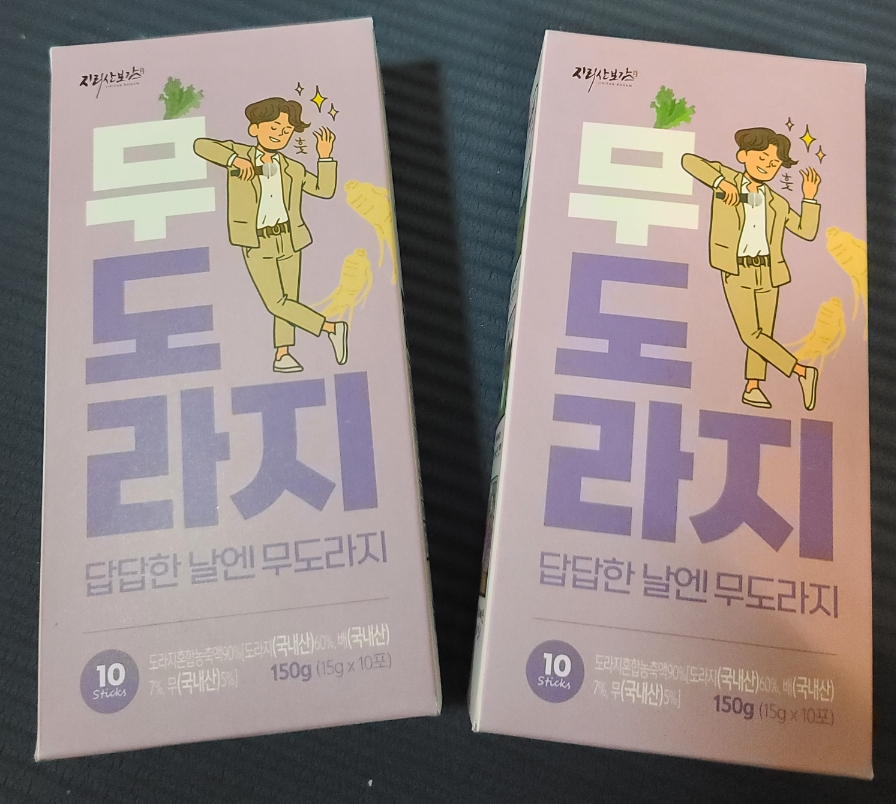 지리산보감
무
흣
도
라지
답답한 날엔 무도라지
10
Sticks
도라지혼합농축액90%[도라지(국내산)60%, 배(국내산)
7%, 무(국내산)5%]
150g (15g x 10포)
지리산보감
무
흣
도
라지
답답한 날엔 무도라지
10
Sticks
도라지혼합농축액90%[도라지(국내산)60%, 배(국내산)
7%, 무(국내산)5%]
150g (15g x 10포)